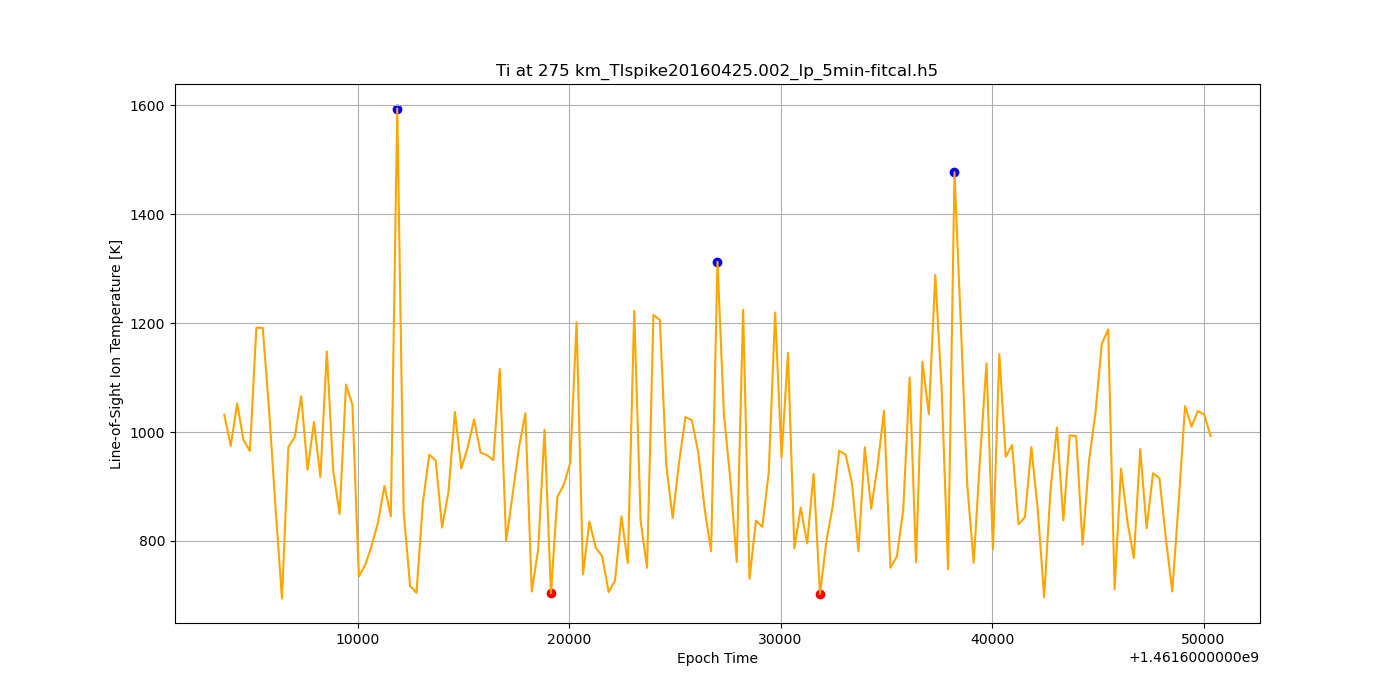 Ti at 275 km_TIspike20160425.002_lp_5min-fitcal.h5
Line-of-Sight Ion Temperature [K]
1600
1400
1200
1000
800
10000
20000
30000
40000
50000
Epoch Time
+1.4616000000e9